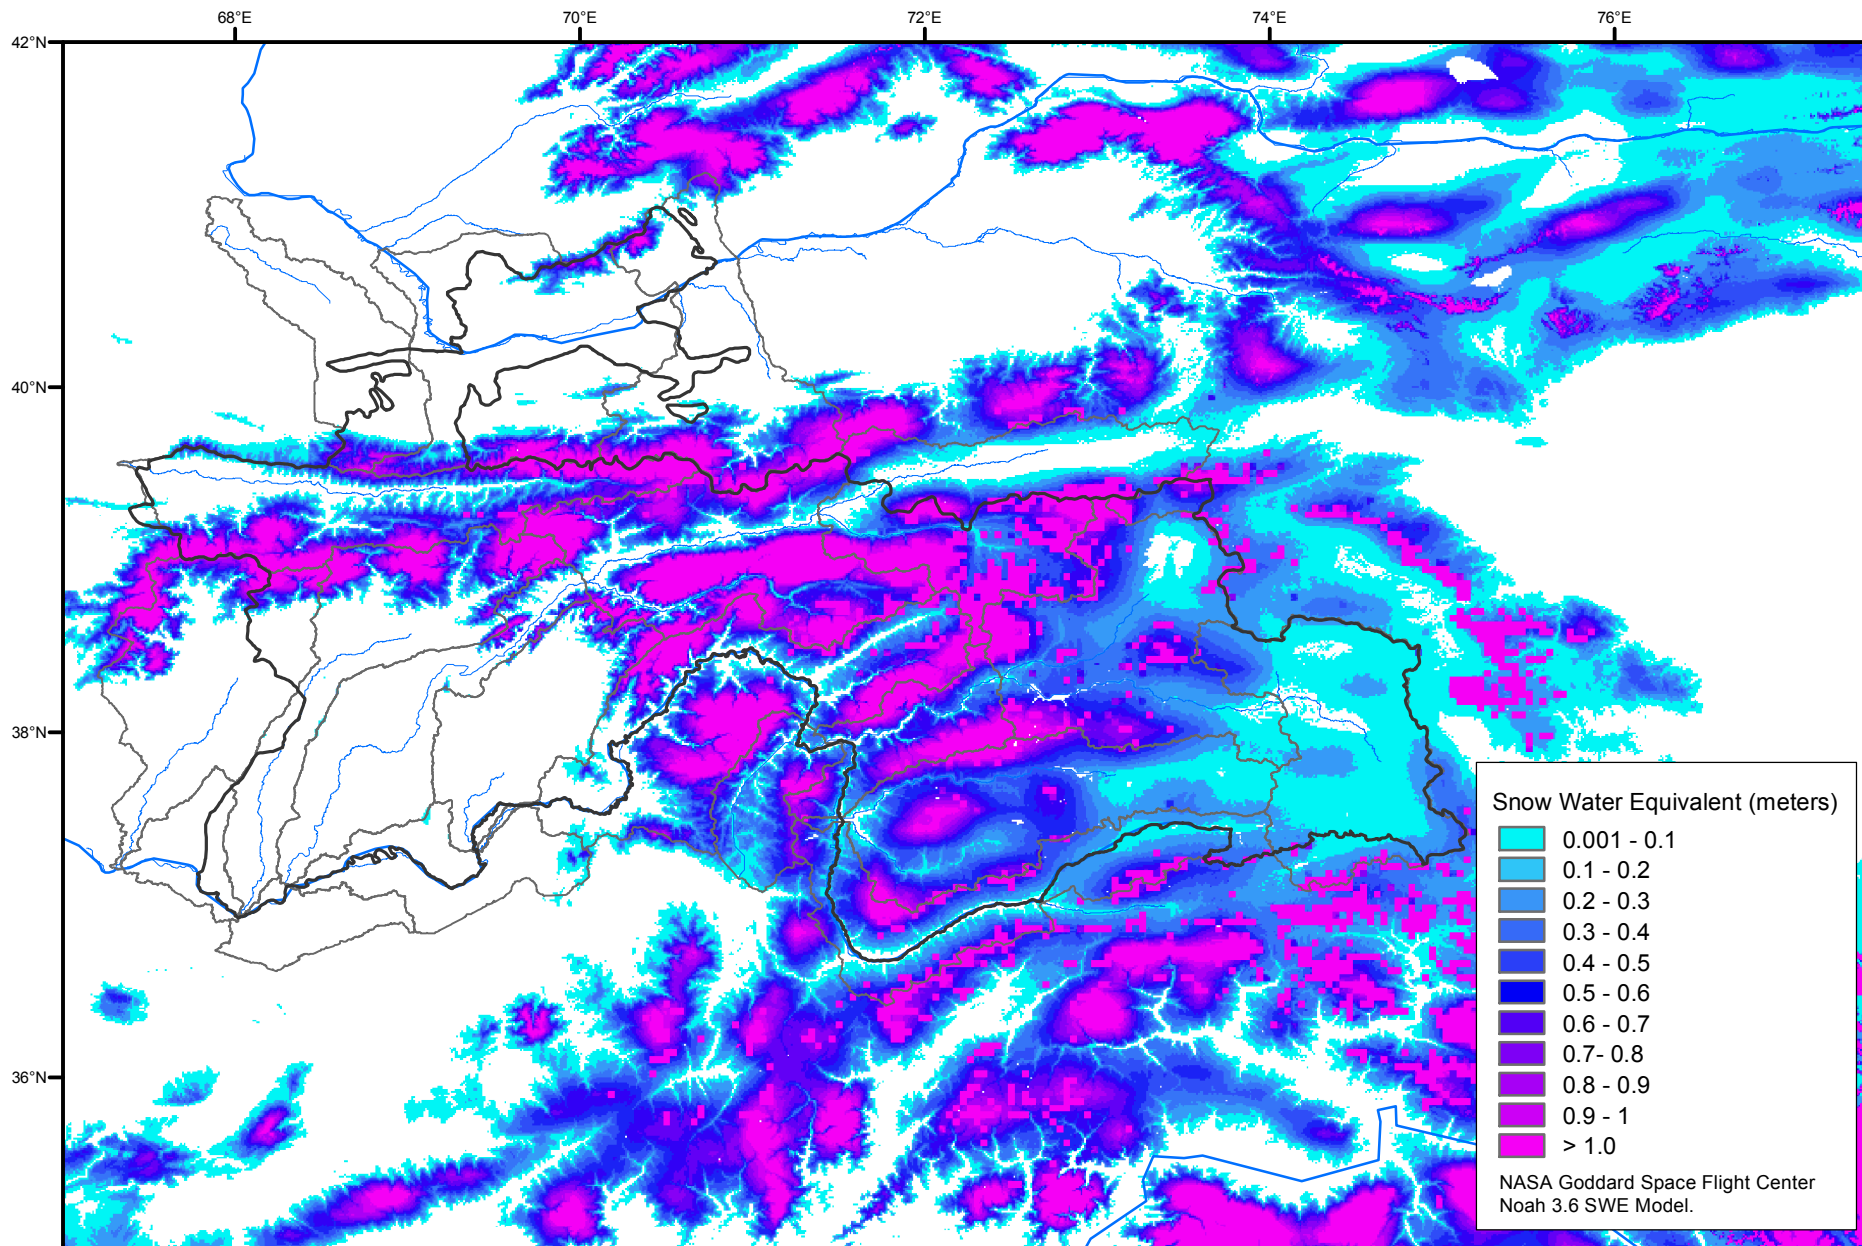 68°E
70°E
72°E
74°E
76°E
42°N
40°N
38°N
36°N
Snow Water Equivalent (meters)
0.001 - 0.1
0.1 - 0.2
0.2 - 0.3
0.3 - 0.4
0.4 - 0.5
0.5 - 0.6
0.6 - 0.7
0.7- 0.8
0.8 - 0.9
0.9 - 1
> 1.0
NASA Goddard Space Flight Center
Noah 3.6 SWE Model.